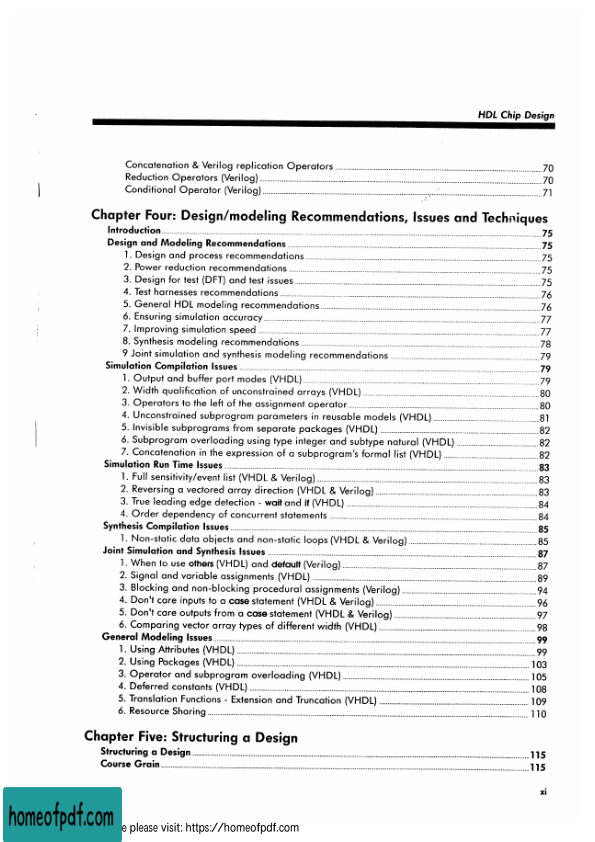 HDL Chip Design
Concatenation & Verilog replication Operators 70
Reduction Operators (Verilog) 70
Conditional Operator (Verilog) 71
Chapter Four: Design/modeling Recommendations, Issues and Techniques
Introduction 75
Design and Modeling Recommendations 75
1. Design and process recommendations 75
2. Power reduction recommendations 75
3. Design for test (DFT) and test issues 75
4. Test harnesses recommendations 76
5. General HDL modeling recommendations 76
6. Ensuring simulation accuracy 77
7. Improving simulation speed 77
8. Synthesis modeling recommendations 78
9 Joint simulation and synthesis modeling recommendations 79
Simulation Compilation Issues 79
1. Output and buffer port modes (VHDL) 79
2. Width qualification of unconstrained arrays (VHDL) 80
3. Operators to the left of the assignment operator 80
4. Unconstrained subprogram parameters in reusable models (VHDL) 81
5. Invisible subprograms from separate packages (VHDL) 82
6. Subprogram overloading using type integer and subtype natural (VHDL) 82
7. Concatenation in the expression of a subprogram's formal list (VHDL) 82
Simulation Run Time Issues 83
1. Full sensitivity/event list (VHDL & Verilog) 83
2. Reversing a vectored array direction (VHDL & Verilog) 83
3. True leading edge detection - wait and if (VHDL) 84
4. Order dependency of concurrent statements 84
Synthesis Compilation Issues 85
1. Non-static data objects and non-static loops (VHDL & Verilog) 85
Joint Simulation and Synthesis Issues 87
1. When to use others (VHDL) and default (Verilog) 87
2. Signal and variable assignments (VHDL) 89
3. Blocking and non-blocking procedural assignments (Verilog) 94
4. Don't care inputs to a case statement (VHDL & Verilog) 96
5. Don't care outputs from a case statement (VHDL & Verilog) 97
6. Comparing vector array types of different width (VHDL) 98
General Modeling Issues 99
1. Using Attributes (VHDL) 99
2. Using Packages (VHDL) 103
3. Operator and subprogram overloading (VHDL) 105
4. Deferred constants (VHDL) 108
5. Translation Functions - Extension and Truncation (VHDL) 109
6. Resource Sharing 110
Chapter Five: Structuring a Design
Structuring a Design 115
Course Grain 115
xi
homeofpdf.com
e please visit: https://homeofpdf.com